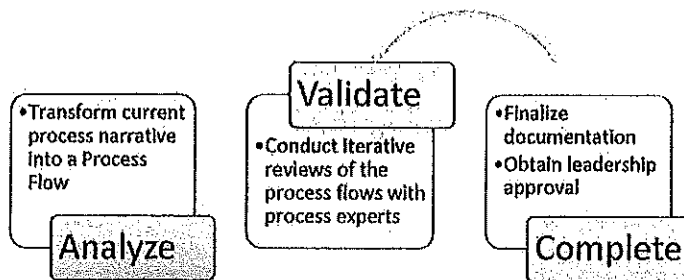 •Transform current
process narrative
into a Process
Flow
Analyze
Validate
•Conduct iterative
reviews of the
process flows with
process experts
•Finalize
documentation
•Obtain leadership
approval
Complete